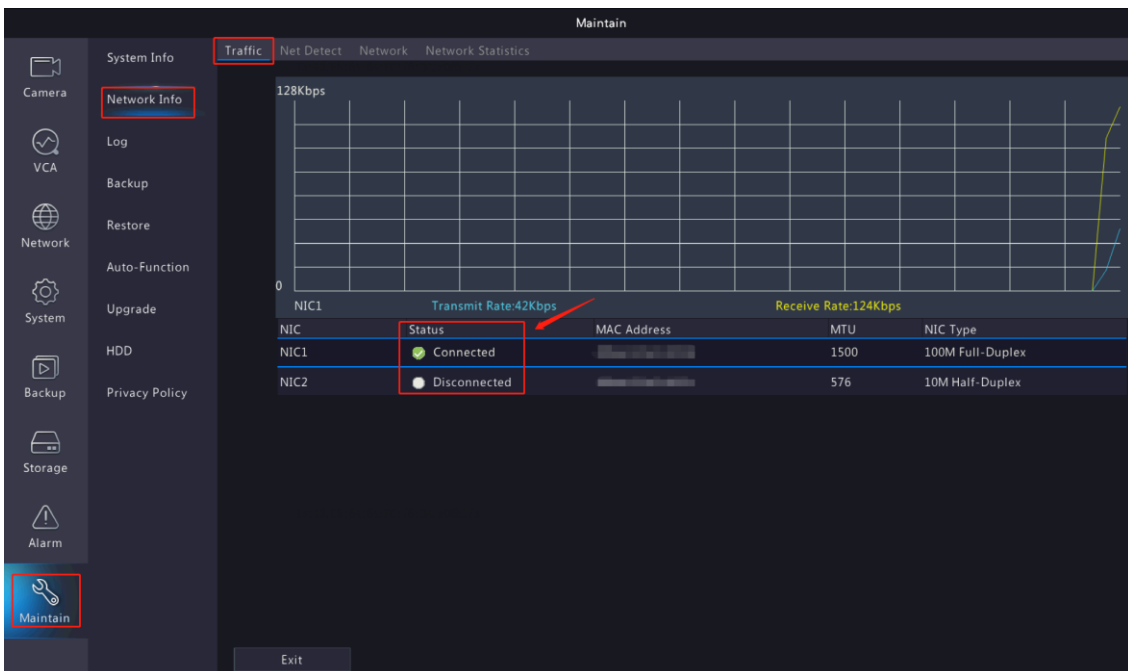 Maintain
Camera
VCA
Network
System
Backup
Storage
Alarm
Maintain
System Info
Network Info
Log
Backup
Restore
Auto-Function
Upgrade
HDD
Privacy Policy
Traffic Net Detect Network Network Statistics
128Kbps
0
NIC1 Transmit Rate:42Kbps Receive Rate:124Kbps
NIC Status MAC Address MTU NIC Type
NIC1 Connected 1500 100M Full-Duplex
NIC2 Disconnected 576 10M Half-Duplex
Exit